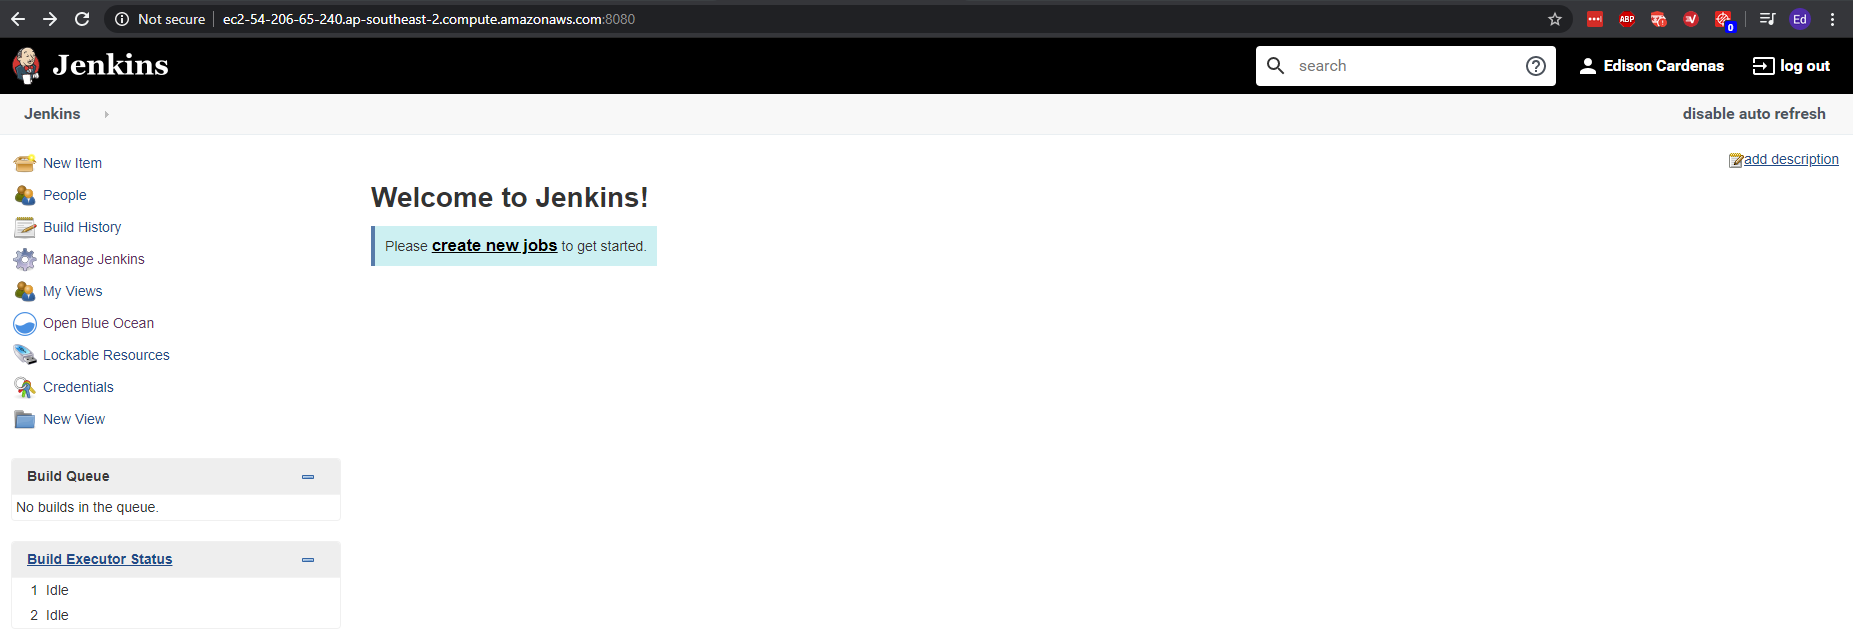 Not secure ec2-54-206-65-240.ap-southeast-2.compute.amazonaws.com:8080
ABP
0
Ed
Jenkins
search
Edison Cardenas
log out
Jenkins
disable auto refresh
New Item
add description
People
Welcome to Jenkins!
Build History
Please create new jobs to get started.
Manage Jenkins
My Views
Open Blue Ocean
Lockable Resources
Credentials
New View
Build Queue
No builds in the queue.
Build Executor Status
1 Idle
2 Idle